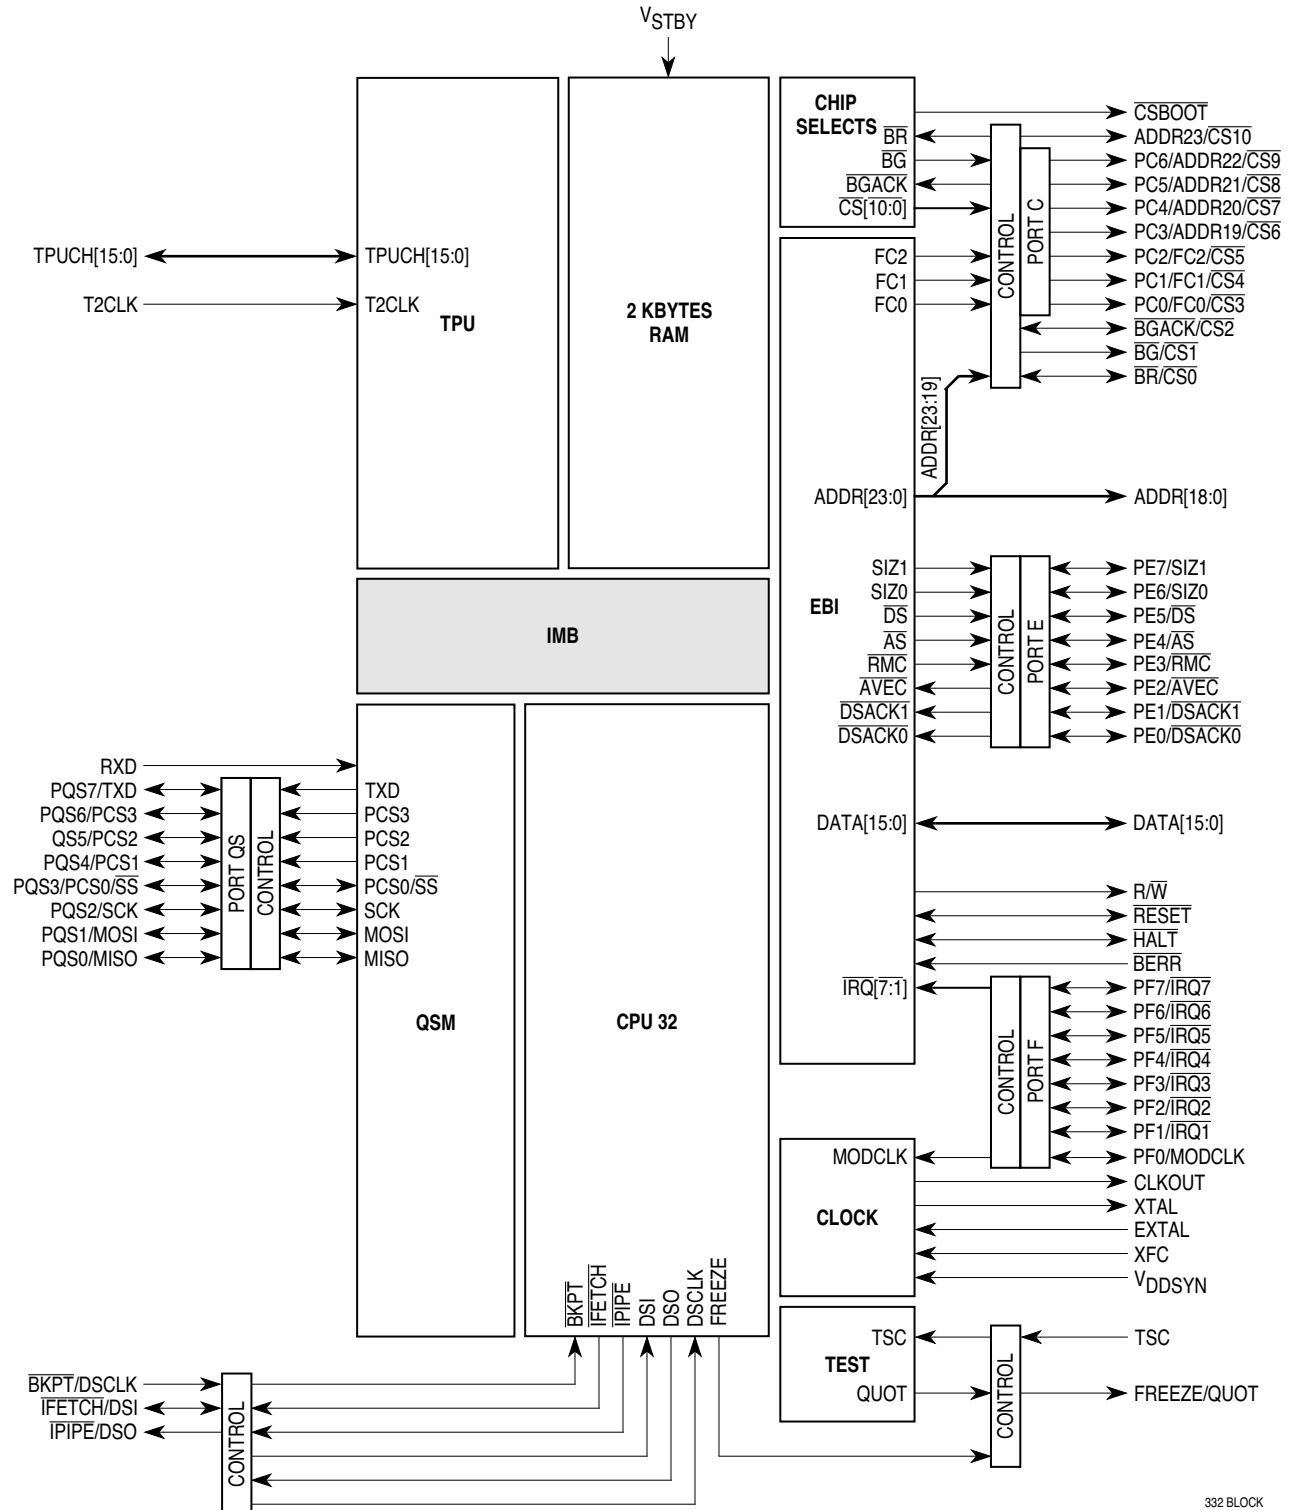 VSTBY
CHIP
SELECTS
BR
BG
BGACK
CS[10:0]
CONTROL
PORT C
CSBOOT
ADDR23/CS10
PC6/ADDR22/CS9
PC5/ADDR21/CS8
PC4/ADDR20/CS7
PC3/ADDR19/CS6
PC2/FC2/CS5
PC1/FC1/CS4
PC0/FC0/CS3
BGACK/CS2
BG/CS1
BR/CS0
TPUCH[15:0]
T2CLK
TPUCH[15:0]
T2CLK
TPU
2 KBYTES
RAM
FC2
FC1
FC0
ADDR[23:19]
ADDR[23:0]
ADDR[18:0]
EBI
SIZ1
SIZ0
DS
AS
RMC
AVEC
DSACK1
DSACK0
CONTROL
PORT E
PE7/SIZ1
PE6/SIZ0
PE5/DS
PE4/AS
PE3/RMC
PE2/AVEC
PE1/DSACK1
PE0/DSACK0
IMB
DATA[15:0]
DATA[15:0]
R/W
RESET
HALT
BERR
IRQ[7:1]
CONTROL
PORT F
PF7/IRQ7
PF6/IRQ6
PF5/IRQ5
PF4/IRQ4
PF3/IRQ3
PF2/IRQ2
PF1/IRQ1
PF0/MODCLK
RXD
PQS7/TXD
PQS6/PCS3
QS5/PCS2
PQS4/PCS1
PQS3/PCS0/SS
PQS2/SCK
PQS1/MOSI
PQS0/MISO
PORT QS
CONTROL
TXD
PCS3
PCS2
PCS1
PCS0/SS
SCK
MOSI
MISO
QSM
CPU 32
MODCLK
CLOCK
CLKOUT
XTAL
EXTAL
XFC
VDDSYN
BKPT
IFETCH
IPIPE
DSI
DSO
DSCLK
FREEZE
TSC
TEST
QUOT
CONTROL
TSC
FREEZE/QUOT
BKPT/DSCLK
IFETCH/DSI
IPIPE/DSO
CONTROL
332 BLOCK